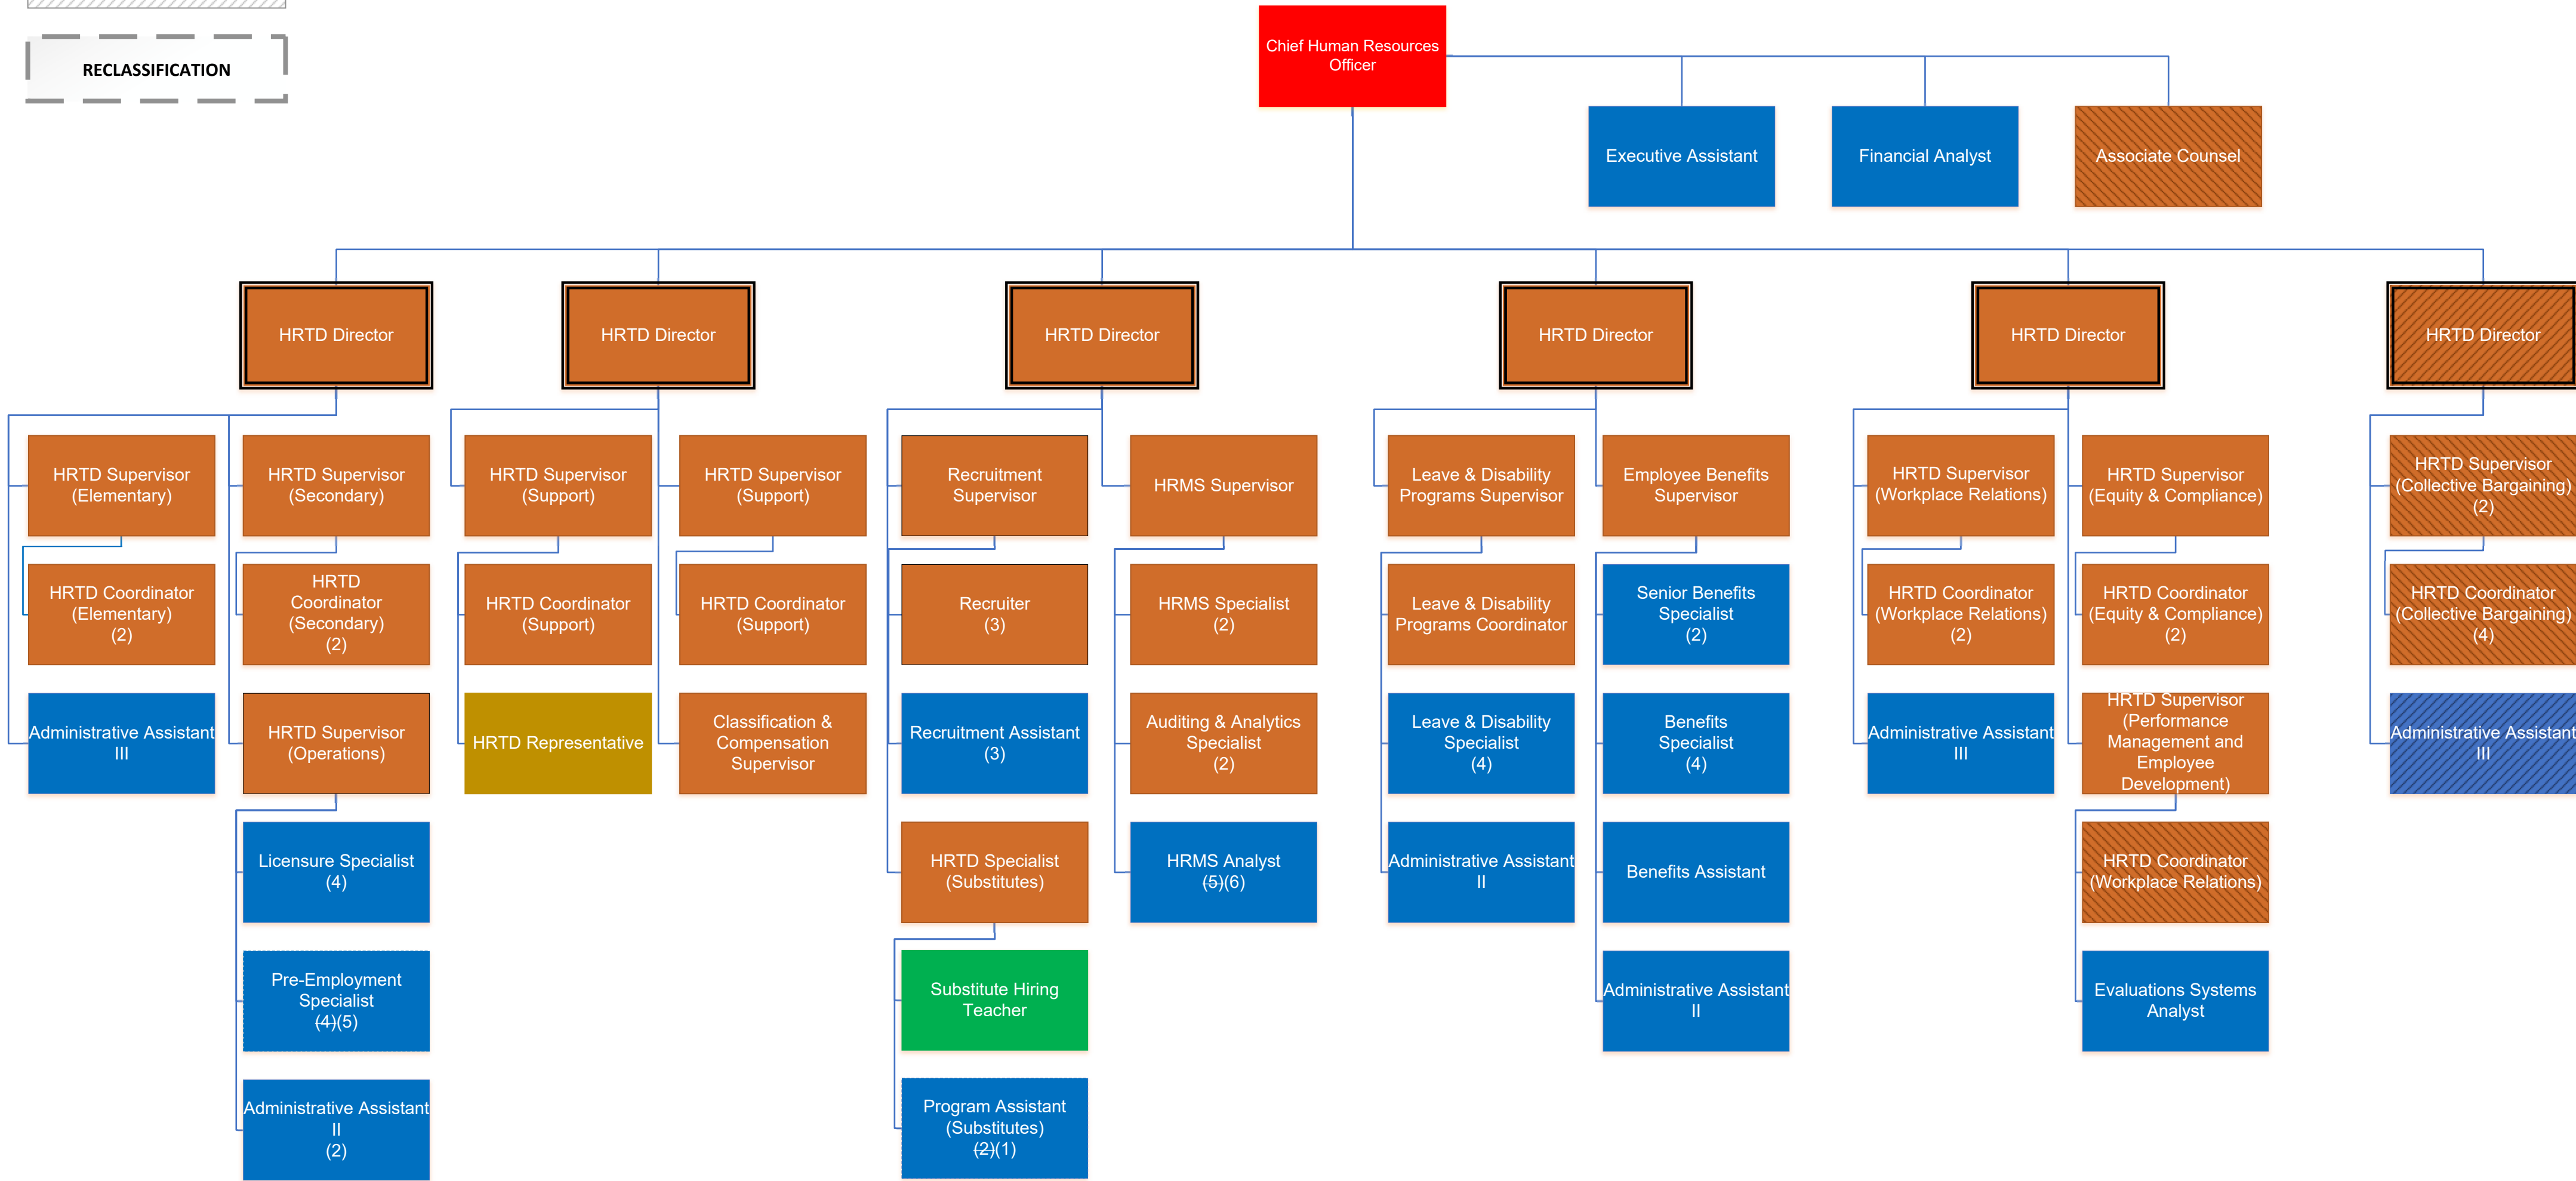 RECLASSIFICATION
Chief Human Resources
Officer
Executive Assistant
Financial Analyst
Associate Counsel
HRTD Director
HRTD Director
HRTD Director
HRTD Director
HRTD Director
HRTD Director
HRTD Supervisor
(Elementary)
HRTD Supervisor
(Secondary)
HRTD Supervisor
(Support)
HRTD Supervisor
(Support)
Recruitment
Supervisor
HRMS Supervisor
Leave & Disability
Programs Supervisor
Employee Benefits
Supervisor
HRTD Supervisor
(Workplace Relations)
HRTD Supervisor
(Equity & Compliance)
HRTD Supervisor
(Collective Bargaining)
(2)
HRTD Coordinator
(Elementary)
(2)
HRTD
Coordinator
(Secondary)
(2)
HRTD Coordinator
(Support)
HRTD Coordinator
(Support)
Recruiter
(3)
HRMS Specialist
(2)
Leave & Disability
Programs Coordinator
Senior Benefits
Specialist
(2)
HRTD Coordinator
(Workplace Relations)
(2)
HRTD Coordinator
(Equity & Compliance)
(2)
HRTD Coordinator
(Collective Bargaining)
(4)
Administrative Assistant
III
HRTD Supervisor
(Operations)
HRTD Representative
Classification &
Compensation
Supervisor
Recruitment Assistant
(3)
Auditing & Analytics
Specialist
(2)
Leave & Disability
Specialist
(4)
Benefits
Specialist
(4)
Administrative Assistant
III
HRTD Supervisor
(Performance
Management and
Employee
Development)
Administrative Assistant
III
Licensure Specialist
(4)
HRTD Specialist
(Substitutes)
HRMS Analyst
(5)(6)
Administrative Assistant
II
Benefits Assistant
HRTD Coordinator
(Workplace Relations)
Pre-Employment
Specialist
(4)(5)
Substitute Hiring
Teacher
Administrative Assistant
II
Evaluations Systems
Analyst
Administrative Assistant
II
(2)
Program Assistant
(Substitutes)
(2)(1)